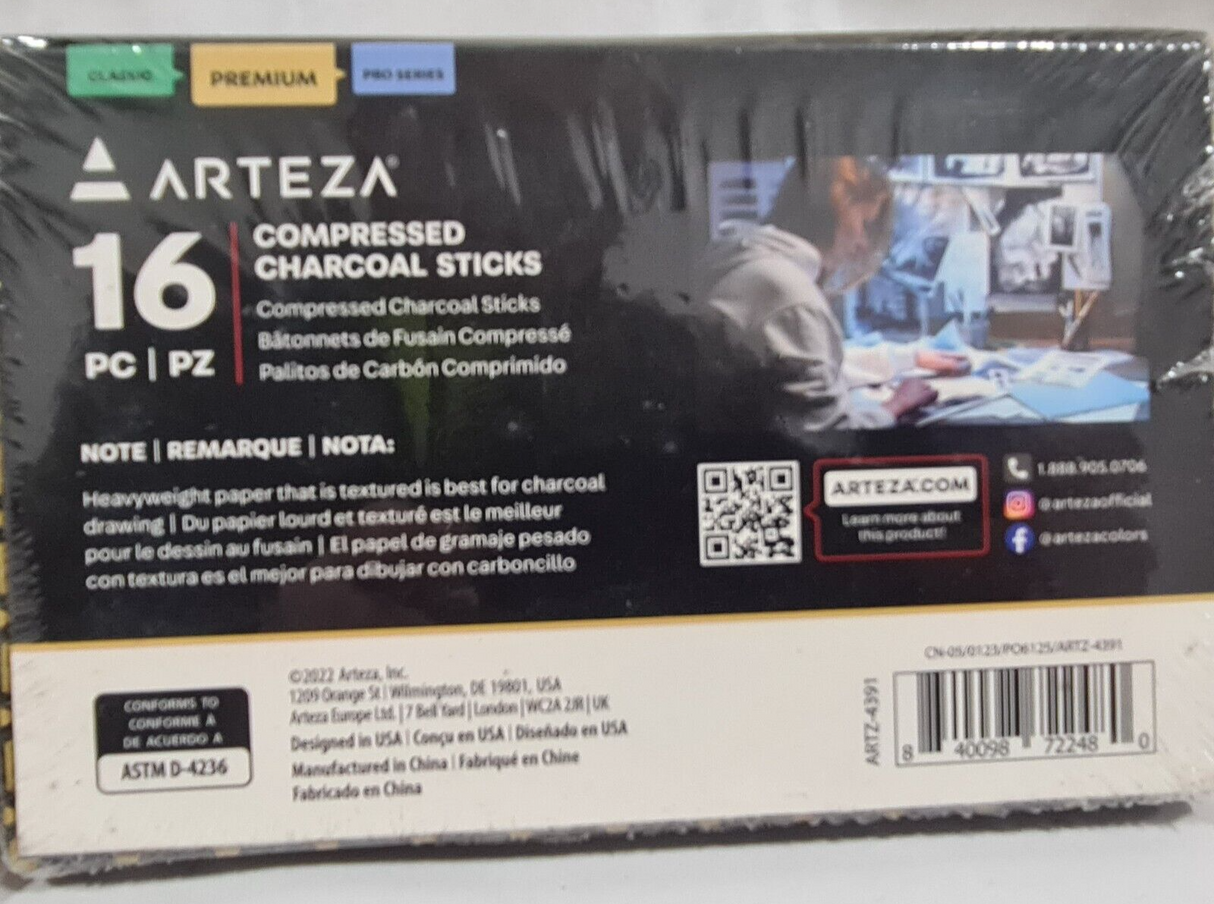 CLASSIC
PREMIUM
PRO SERIES
ARTEZA®
16
PC | PZ
COMPRESSED
CHARCOAL STICKS
Compressed Charcoal Sticks
Bâtonnets de Fusain Compressé
Palitos de Carbón Comprimido
NOTE | REMARQUE | NOTA:
Heavyweight paper that is textured is best for charcoal
drawing | Du papier lourd et texturé est le meilleur
pour le dessin au fusain | El papel de gramaje pesado
con textura es el mejor para dibujar con carboncillo
ARTEZA.COM
Learn more about
this product!
1.888.905.0706
@artezaofficial
@artezacolors
CONFORMS TO
CONFORME À
DE ACUERDO A
ASTM D-4236
©2022 Arteza, Inc.
1209 Orange St | Wilmington, DE 19801, USA
Arteza Europe Ltd. | 7 Bell Yard | London | WC2A 2JR | UK
Designed in USA | Conçu en USA | Diseñado en USA
Manufactured in China | Fabriqué en Chine
Fabricado en China
CN-05/0123/PO6125/ARTZ-4391
ARTZ-4391
8 40098 72248 0